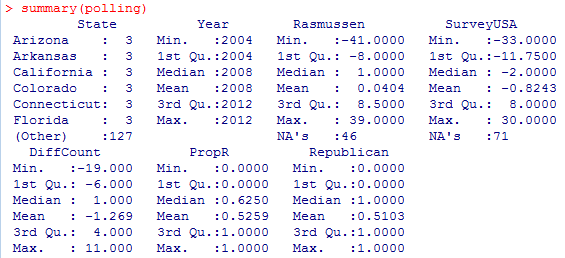 > summary(polling)
State Year Rasmussen SurveyUSA
Arizona : 3 Min. :2004 Min. :-41.0000 Min. :-33.0000
Arkansas : 3 1st Qu.:2004 1st Qu.: -8.0000 1st Qu.:-11.7500
California : 3 Median :2008 Median : 1.0000 Median : -2.0000
Colorado : 3 Mean :2008 Mean : 0.0404 Mean : -0.8243
Connecticut: 3 3rd Qu.:2012 3rd Qu.: 8.5000 3rd Qu.: 8.0000
Florida : 3 Max. :2012 Max. : 39.0000 Max. : 30.0000
(Other) :127 NA's :46 NA's :71
DiffCount PropR Republican
Min. :-19.000 Min. :0.0000 Min. :0.0000
1st Qu.: -6.000 1st Qu.:0.0000 1st Qu.:0.0000
Median : 1.000 Median :0.6250 Median :1.0000
Mean : -1.269 Mean :0.5259 Mean :0.5103
3rd Qu.: 4.000 3rd Qu.:1.0000 3rd Qu.:1.0000
Max. : 11.000 Max. :1.0000 Max. :1.0000